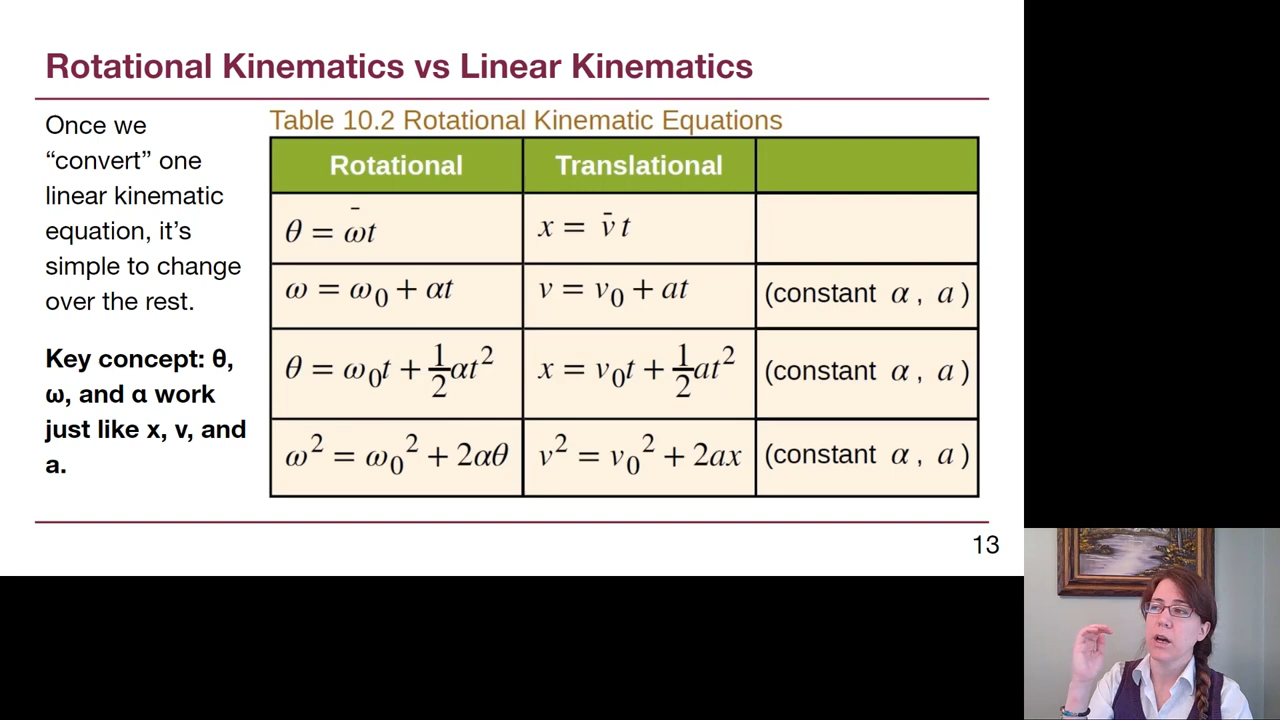 Rotational Kinematics vs Linear Kinematics
Once we
“convert” one
linear kinematic
equation, it’s
simple to change
over the rest.
Key concept: θ,
ω, and α work
just like x, v, and
a.
Table 10.2 Rotational Kinematic Equations
Rotational Translational
θ = ω̄t x = v̄ t
ω = ω₀ + αt v = v₀ + at (constant α , a )
θ = ω₀t + ½αt² x = v₀t + ½at² (constant α , a )
ω² = ω₀² + 2αθ v² = v₀² + 2ax (constant α , a )
13